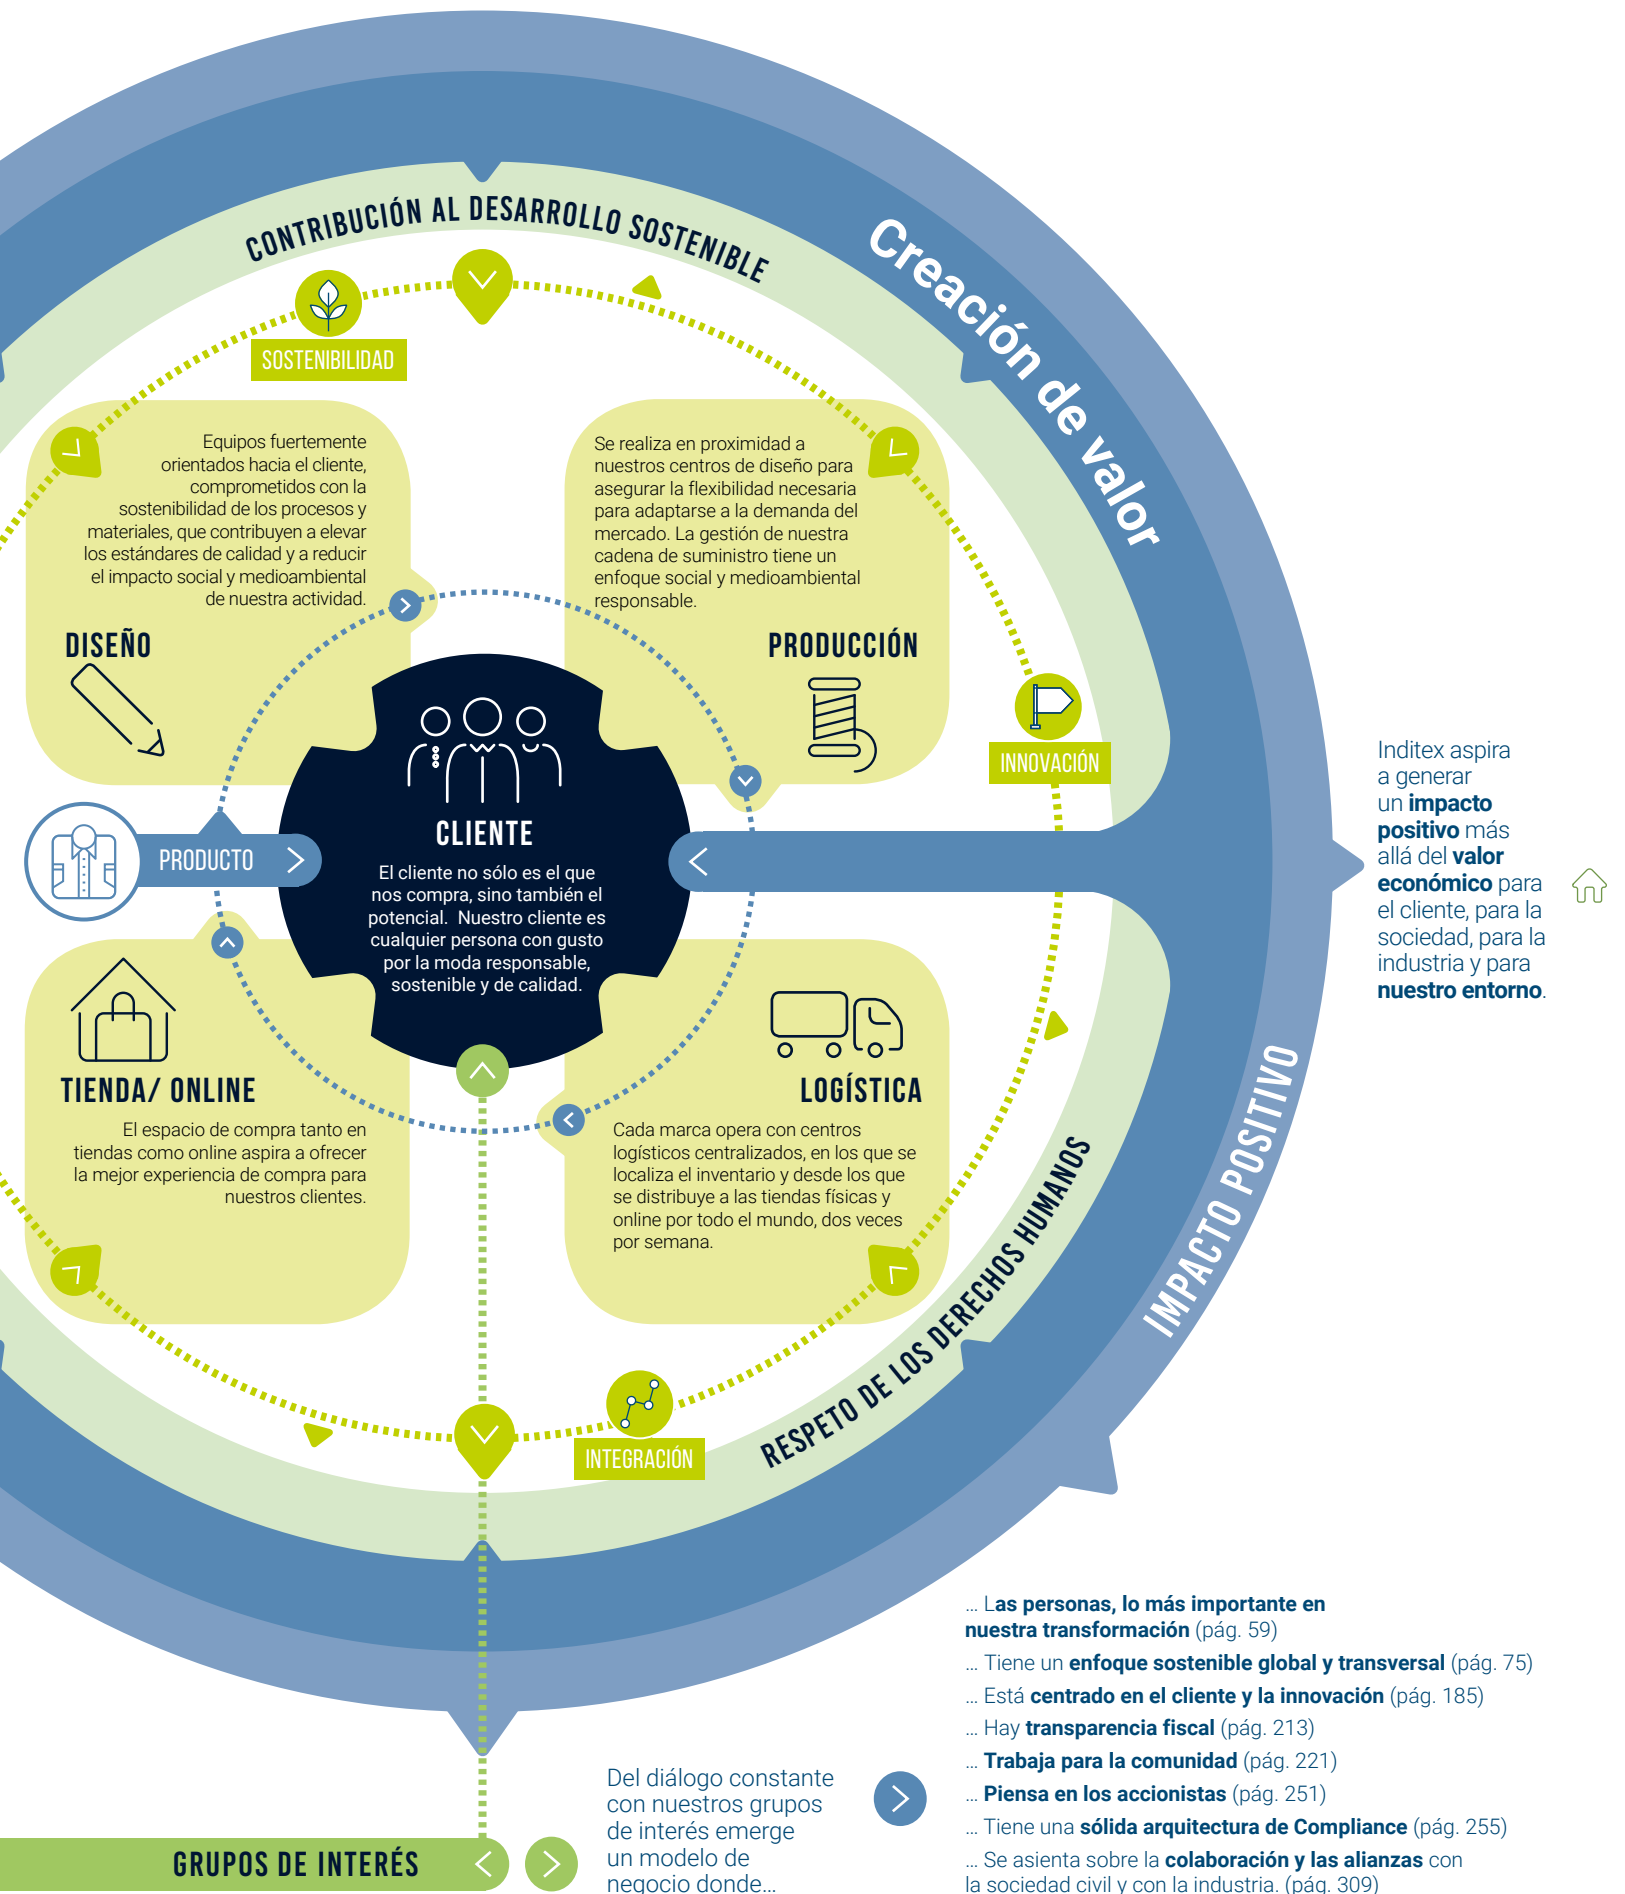 CONTRIBUCIÓN AL DESARROLLO SOSTENIBLE
Creación de valor
SOSTENIBILIDAD
Equipos fuertemente
orientados hacia el cliente,
comprometidos con la
sostenibilidad de los procesos y
materiales, que contribuyen a elevar
los estándares de calidad y a reducir
el impacto social y medioambiental
de nuestra actividad.
DISEÑO
Se realiza en proximidad a
nuestros centros de diseño para
asegurar la flexibilidad necesaria
para adaptarse a la demanda del
mercado. La gestión de nuestra
cadena de suministro tiene un
enfoque social y medioambiental
responsable.
PRODUCCIÓN
INNOVACIÓN
CLIENTE
El cliente no sólo es el que
nos compra, sino también el
potencial. Nuestro cliente es
cualquier persona con gusto
por la moda responsable,
sostenible y de calidad.
PRODUCTO
Inditex aspira
a generar
un impacto
positivo más
allá del valor
económico para
el cliente, para la
sociedad, para la
industria y para
nuestro entorno.
TIENDA/ ONLINE
El espacio de compra tanto en
tiendas como online aspira a ofrecer
la mejor experiencia de compra para
nuestros clientes.
LOGÍSTICA
Cada marca opera con centros
logísticos centralizados, en los que se
localiza el inventario y desde los que
se distribuye a las tiendas físicas y
online por todo el mundo, dos veces
por semana.
IMPACTO POSITIVO
RESPETO DE LOS DERECHOS HUMANOS
INTEGRACIÓN
GRUPOS DE INTERÉS
Del diálogo constante
con nuestros grupos
de interés emerge
un modelo de
negocio donde...
... Las personas, lo más importante en
nuestra transformación (pág. 59)
... Tiene un enfoque sostenible global y transversal (pág. 75)
... Está centrado en el cliente y la innovación (pág. 185)
... Hay transparencia fiscal (pág. 213)
... Trabaja para la comunidad (pág. 221)
... Piensa en los accionistas (pág. 251)
... Tiene una sólida arquitectura de Compliance (pág. 255)
... Se asienta sobre la colaboración y las alianzas con
la sociedad civil y con la industria. (pág. 309)